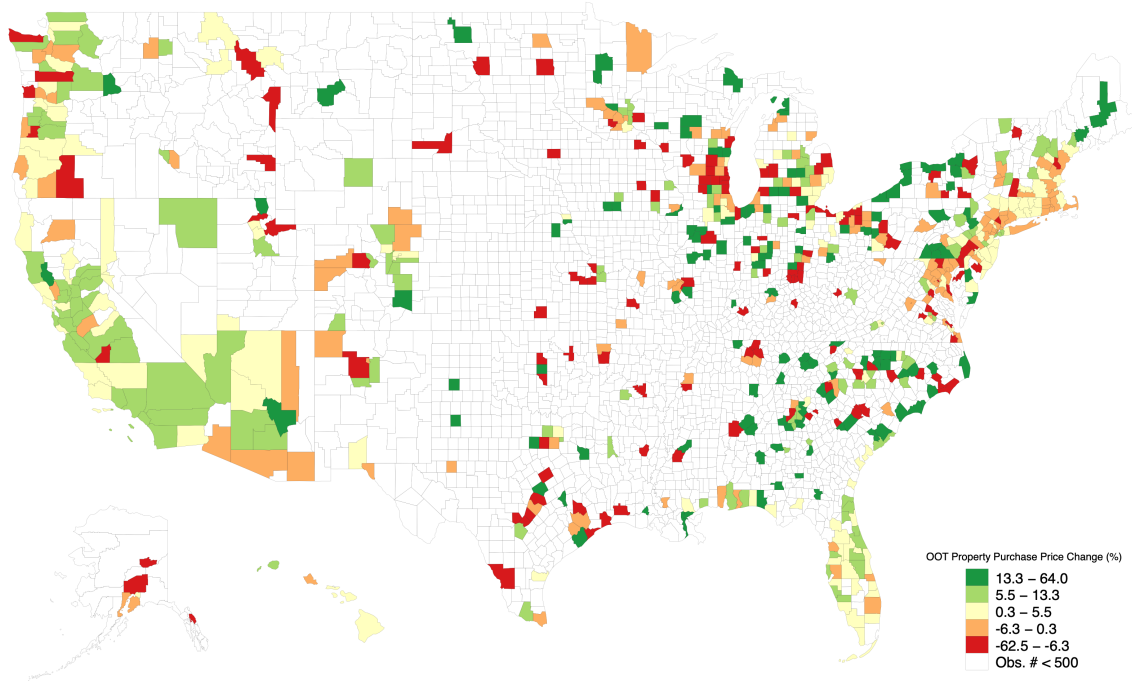 OOT Property Purchase Price Change (%)
13.3 – 64.0
5.5 – 13.3
0.3 – 5.5
-6.3 – 0.3
-62.5 – -6.3
Obs. # < 500